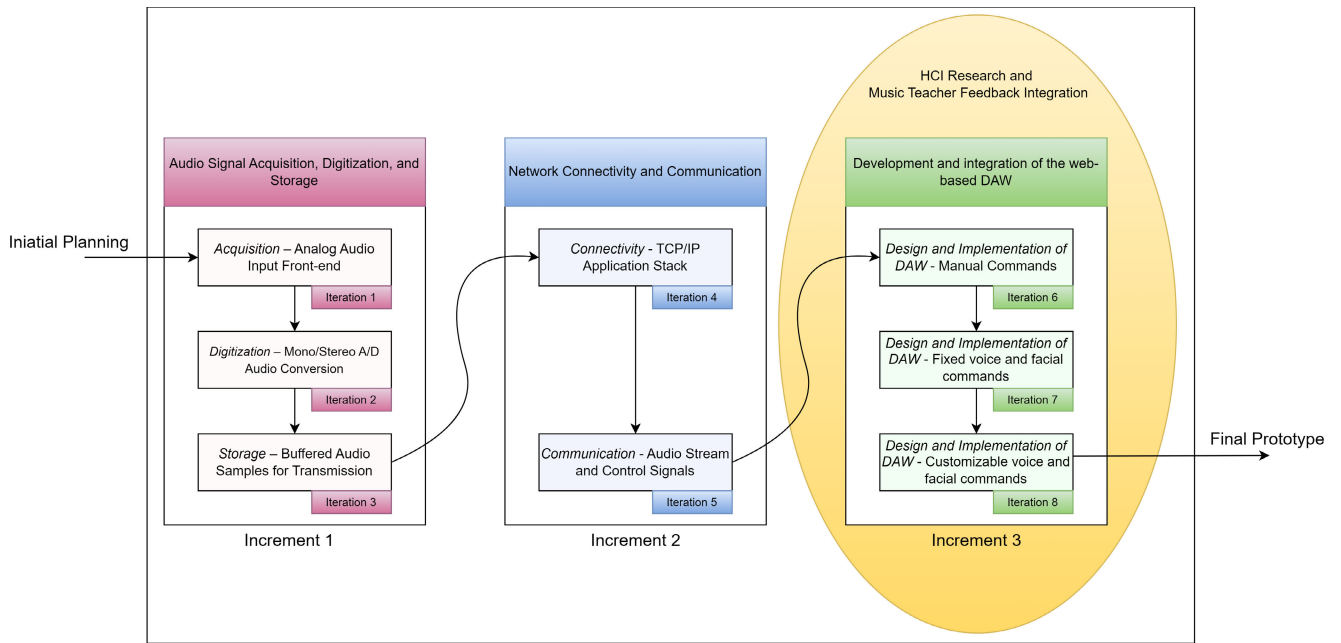 HCI Research and
Music Teacher Feedback Integration
Audio Signal Acquisition, Digitization, and
Storage
Network Connectivity and Communication
Development and integration of the web-
based DAW
Iniatial Planning
Acquisition – Analog Audio
Input Front-end
Iteration 1
Digitization – Mono/Stereo A/D
Audio Conversion
Iteration 2
Storage – Buffered Audio
Samples for Transmission
Iteration 3
Increment 1
Connectivity - TCP/IP
Application Stack
Iteration 4
Communication - Audio Stream
and Control Signals
Iteration 5
Increment 2
Design and Implementation of
DAW - Manual Commands
Iteration 6
Design and Implementation of
DAW - Fixed voice and facial
commands
Iteration 7
Design and Implementation of
DAW - Customizable voice and
facial commands
Iteration 8
Increment 3
Final Prototype